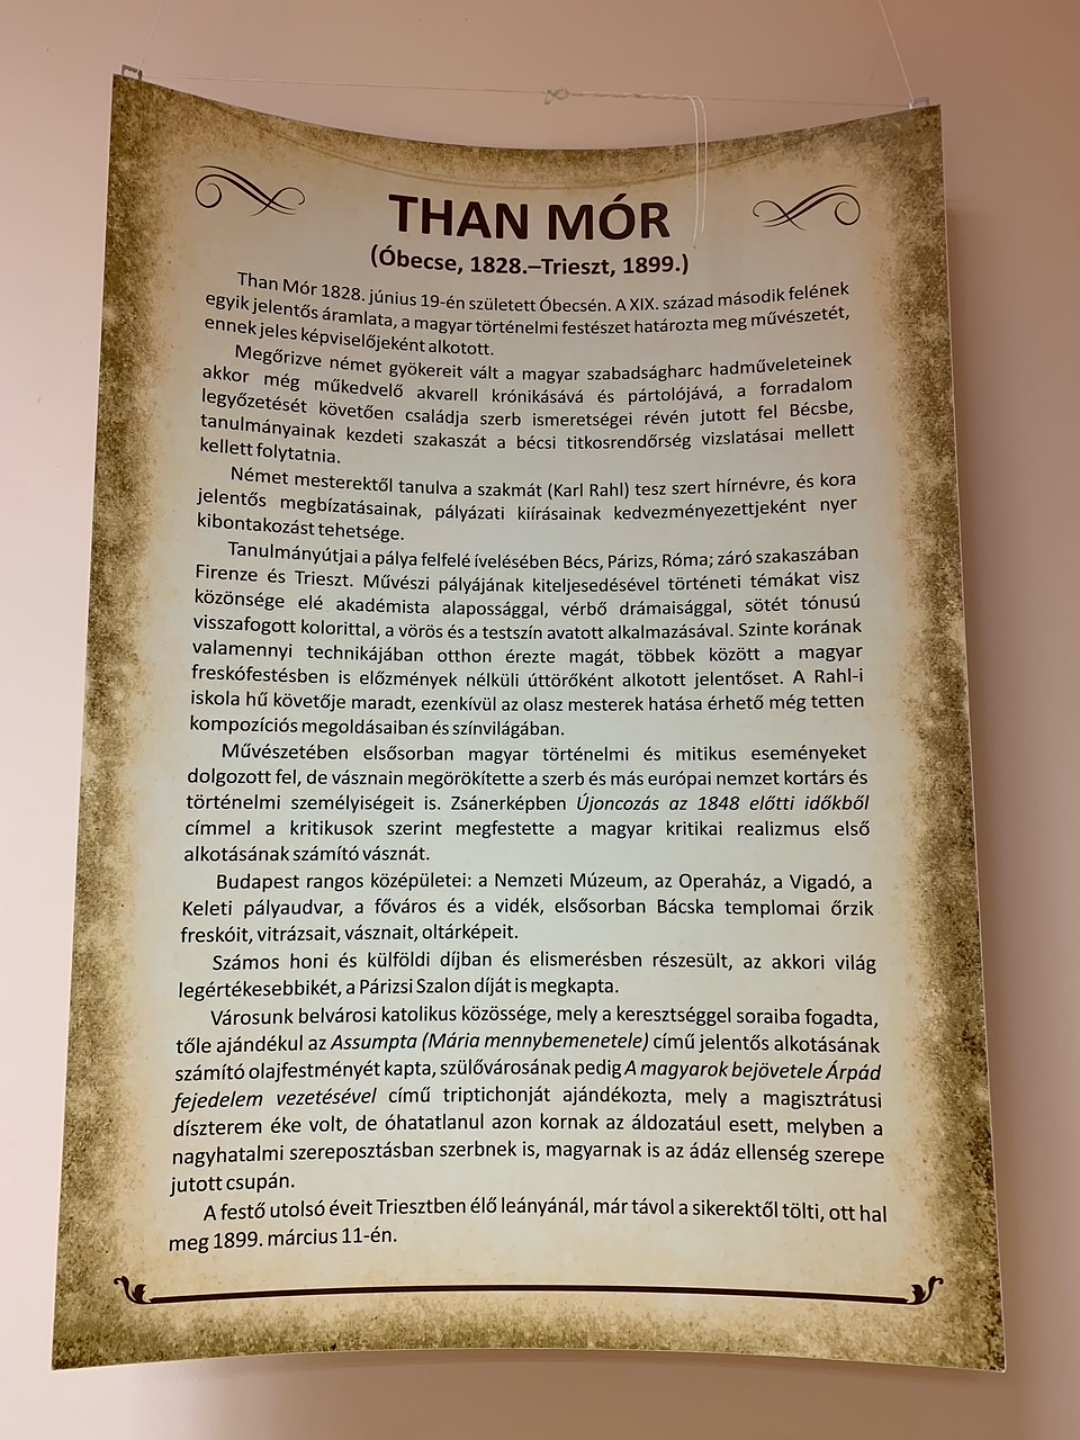 THAN MÓR
(Óbecse, 1828.–Trieszt, 1899.)
Than Mór 1828. június 19-én született Óbecsén. A XIX. század második felének
egyik jelentős áramlata, a magyar történelmi festészet határozta meg művészetét,
ennek jeles képviselőjeként alkotott.
Megőrizve német gyökereit vált a magyar szabadságharc hadműveleteinek
akkor még műkedvelő akvarell krónikásává és pártolójává, a forradalom
legyőzetését követően családja szerb ismeretségei révén jutott fel Bécsbe,
tanulmányainak kezdeti szakaszát a bécsi titkosrendőrség vizslatásai mellett
kellett folytatnia.
Német mesterektől tanulva a szakmát (Karl Rahl) tesz szert hírnévre, és kora
jelentős megbízatásainak, pályázati kiírásainak kedvezményezettjeként nyer
kibontakozást tehetsége.
Tanulmányútjai a pálya felfelé ívelésében Bécs, Párizs, Róma; záró szakaszában
Firenze és Trieszt. Művészi pályájának kiteljesedésével történeti témákat visz
közönsége elé akadémista alapossággal, vérbő drámaisággal, sötét tónusú
visszafogott kolorittal, a vörös és a testszín avatott alkalmazásával. Szinte korának
valamennyi technikájában otthon érezte magát, többek között a magyar
freskófestésben is előzmények nélküli úttörőként alkotott jelentőset. A Rahl-i
iskola hű követője maradt, ezenkívül az olasz mesterek hatása érhető még tetten
kompozíciós megoldásaiban és színvilágában.
Művészetében elsősorban magyar történelmi és mitikus eseményeket
dolgozott fel, de vásznain megörökítette a szerb és más európai nemzet kortárs és
történelmi személyiségeit is. Zsánerképben Újoncozás az 1848 előtti időkből
címmel a kritikusok szerint megfestette a magyar kritikai realizmus első
alkotásának számító vásznát.
Budapest rangos középületei: a Nemzeti Múzeum, az Operaház, a Vigadó, a
Keleti pályaudvar, a főváros és a vidék, elsősorban Bácska templomai őrzik
freskóit, vitrázsait, vásznait, oltárképeit.
Számos honi és külföldi díjban és elismerésben részesült, az akkori világ
legértékesebbikét, a Párizsi Szalon díját is megkapta.
Városunk belvárosi katolikus közössége, mely a keresztséggel soraiba fogadta,
tőle ajándékul az Assumpta (Mária mennybemenetele) című jelentős alkotásának
számító olajfestményét kapta, szülővárosának pedig A magyarok bejövetele Árpád
fejedelem vezetésével című triptichonját ajándékozta, mely a magisztrátusi
díszterem éke volt, de óhatatlanul azon kornak az áldozatául esett, melyben a
nagyhatalmi szereposztásban szerbnek is, magyarnak is az ádáz ellenség szerepe
jutott csupán.
A festő utolsó éveit Triesztben élő leányánál, már távol a sikerektől tölti, ott hal
meg 1899. március 11-én.